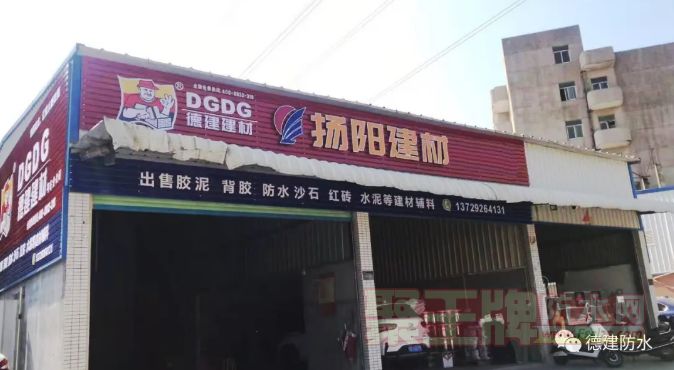 DGDG
德建建材
扬阳建材
出售胶泥 背胶 防水沙石 红砖 水泥等建材辅料 13729264131
DGDG
德建建材
德建防水